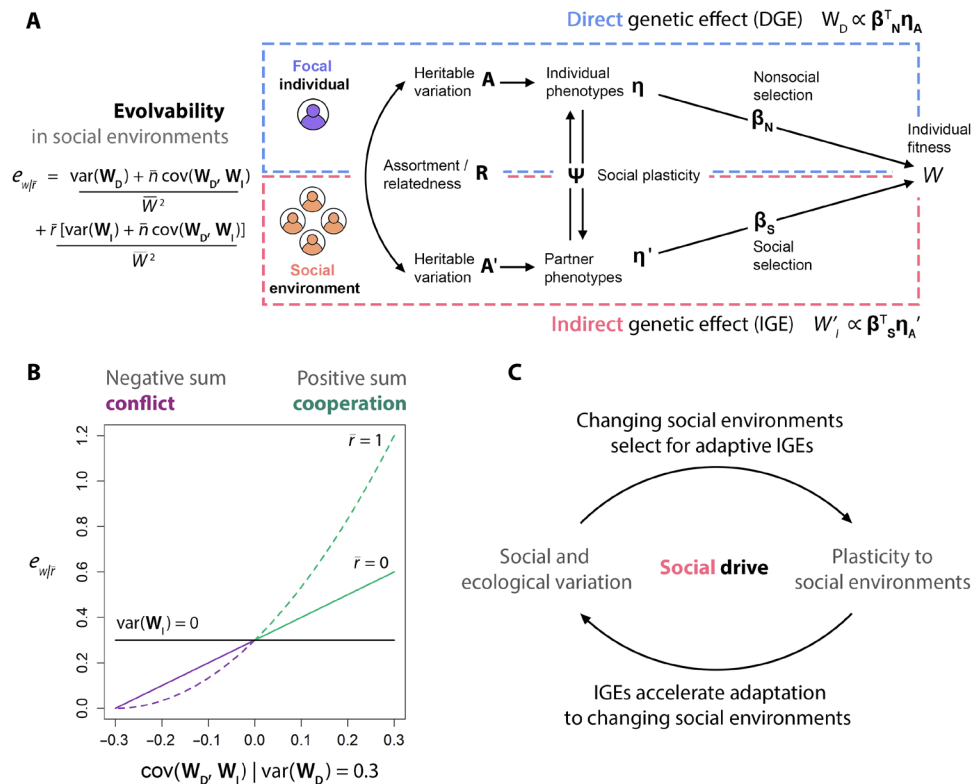 A
Direct genetic effect (DGE) W_D ∝ β^T_N η_A
Focal
individual
Heritable
variation A
Individual
phenotypes η
Nonsocial
selection
β_N
Evolvability
in social environments
e_{w|r̄} = var(W_D) + n̄ cov(W_D, W_I)
W̄ ²
+ r̄ [var(W_I) + n̄ cov(W_D, W_I)]
W̄ ²
Assortment /
relatedness R
Ψ Social plasticity
Individual
fitness
W
Social
environment
Heritable
variation A'
Partner
phenotypes η'
β_S
Social
selection
Indirect genetic effect (IGE) W'_I ∝ β^T_S η_A'
B
Negative sum
conflict
Positive sum
cooperation
e_{w|r̄}
1.2
1.0
0.8
0.6
0.4
0.2
0.0
r̄ = 1
r̄ = 0
var(W_I) = 0
−0.3 −0.2 −0.1 0.0 0.1 0.2 0.3
cov(W_D, W_I) | var(W_D) = 0.3
C
Changing social environments
select for adaptive IGEs
Social and
ecological variation
Social drive
Plasticity to
social environments
IGEs accelerate adaptation
to changing social environments